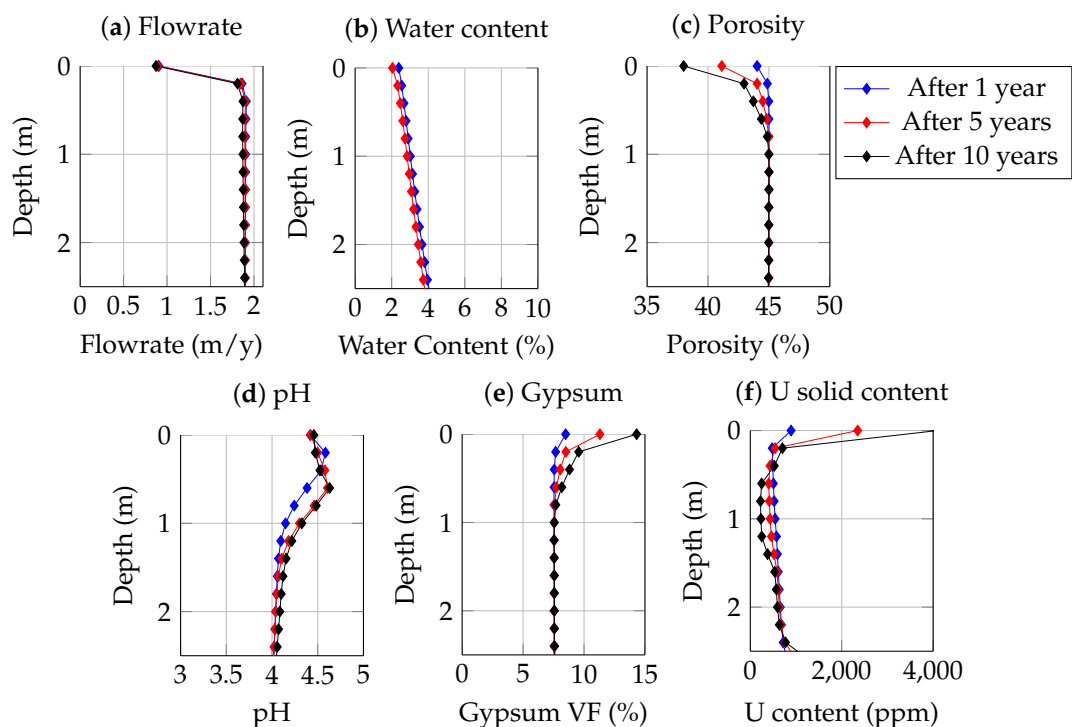 (a) Flowrate
(b) Water content
(c) Porosity
0
1
2
Depth (m)
0 0.5 1 1.5 2
Flowrate (m/y)
0
1
2
Depth (m)
0 2 4 6 8 10
Water Content (%)
0
1
2
Depth (m)
35 40 45 50
Porosity (%)
After 1 year
After 5 years
After 10 years
(d) pH
(e) Gypsum
(f) U solid content
0
1
2
Depth (m)
3 3.5 4 4.5 5
pH
0
1
2
Depth (m)
0 5 10 15
Gypsum VF (%)
0
1
2
Depth (m)
0 2,000 4,000
U content (ppm)